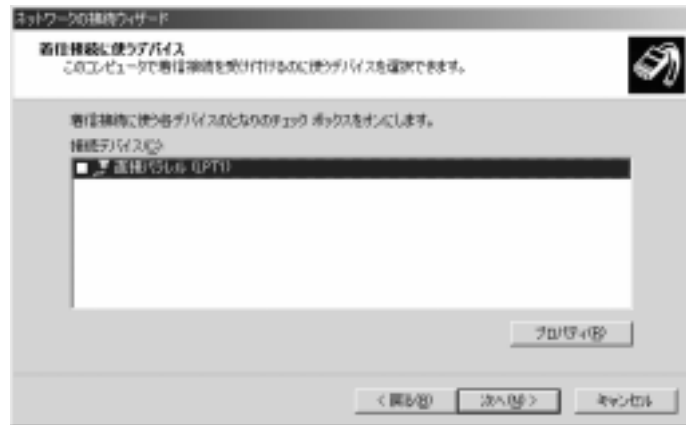 ネットワークの接続ウィザード
着信接続に使うデバイス
このコンピュータで着信接続を受け付けるのに使うデバイスを選択できます。
着信接続に使う各デバイスのとなりのチェック ボックスをオンにします。
接続デバイス(C):
直接パラレル (LPT1)
プロパティ(R)
< 戻る(B)
次へ(N) >
キャンセル